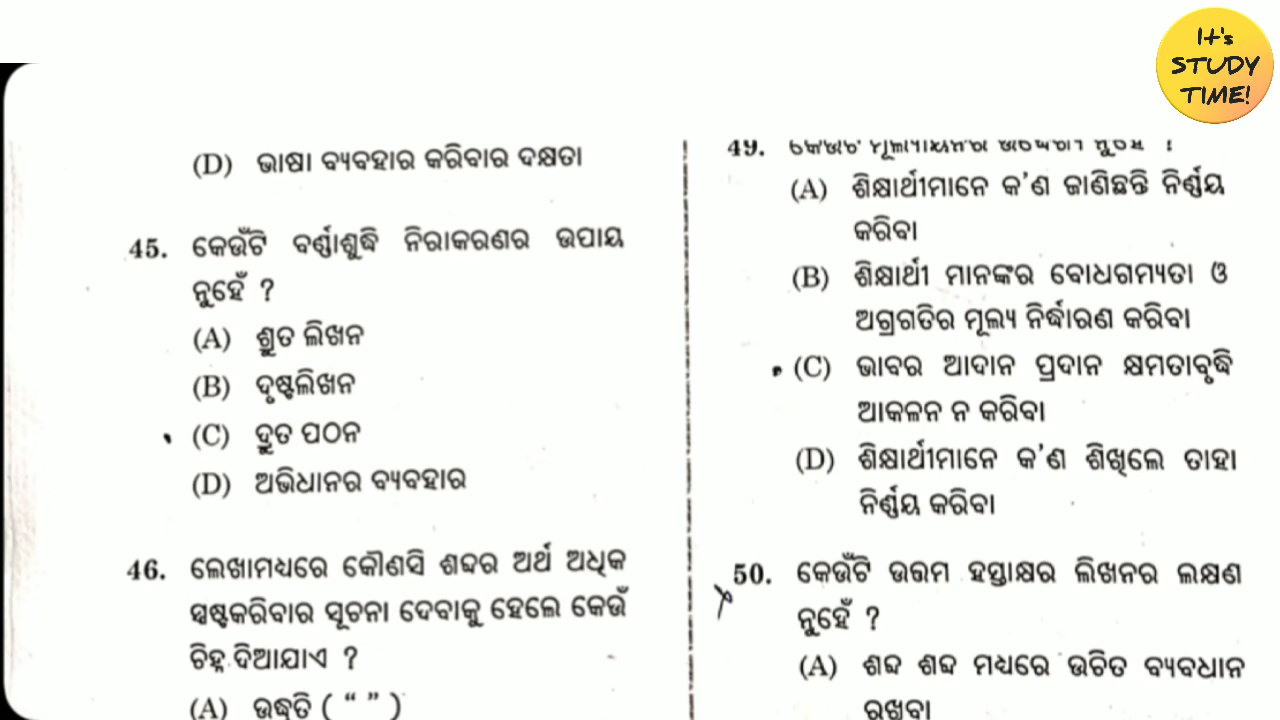 It's
STUDY
TIME!
(D) ଭାଷା ବ୍ୟବହାର କରିବାର ଦକ୍ଷତା
45. କେଉଁଟି ବର୍ଣ୍ଣାଶୁଦ୍ଧି ନିରାକରଣର ଉପାୟ
ନୁହେଁ ?
(A) ଶ୍ରୁତ ଲିଖନ
(B) ଦୃଷ୍ଟଲିଖନ
(C) ଦ୍ରୁତ ପଠନ
(D) ଅଭିଧାନର ବ୍ୟବହାର
46. ଲେଖାମଧ୍ୟରେ କୌଣସି ଶବ୍ଦର ଅର୍ଥ ଅଧିକ
ସ୍ପଷ୍ଟକରିବାର ସୂଚନା ଦେବାକୁ ହେଲେ କେଉଁ
ଚିହ୍ନ ଦିଆଯାଏ ?
(A) ଉଦ୍ଧୃତି ( “ ” )
49.
(A) ଶିକ୍ଷାର୍ଥୀମାନେ କ'ଣ ଜାଣିଛନ୍ତି ନିର୍ଣ୍ଣୟ
କରିବା
(B) ଶିକ୍ଷାର୍ଥୀ ମାନଙ୍କର ବୋଧଗମ୍ୟତା ଓ
ଅଗ୍ରଗତିର ମୂଲ୍ୟ ନିର୍ଦ୍ଧାରଣ କରିବା
(C) ଭାବର ଆଦାନ ପ୍ରଦାନ କ୍ଷମତାବୃଦ୍ଧି
ଆକଳନ ନ କରିବା
(D) ଶିକ୍ଷାର୍ଥୀମାନେ କ'ଣ ଶିଖିଲେ ତାହା
ନିର୍ଣ୍ଣୟ କରିବା
50. କେଉଁଟି ଉତ୍ତମ ହସ୍ତାକ୍ଷର ଲିଖନର ଲକ୍ଷଣ
ନୁହେଁ ?
(A) ଶବ୍ଦ ଶବ୍ଦ ମଧ୍ୟରେ ଉଚିତ ବ୍ୟବଧାନ
ରଖିବା